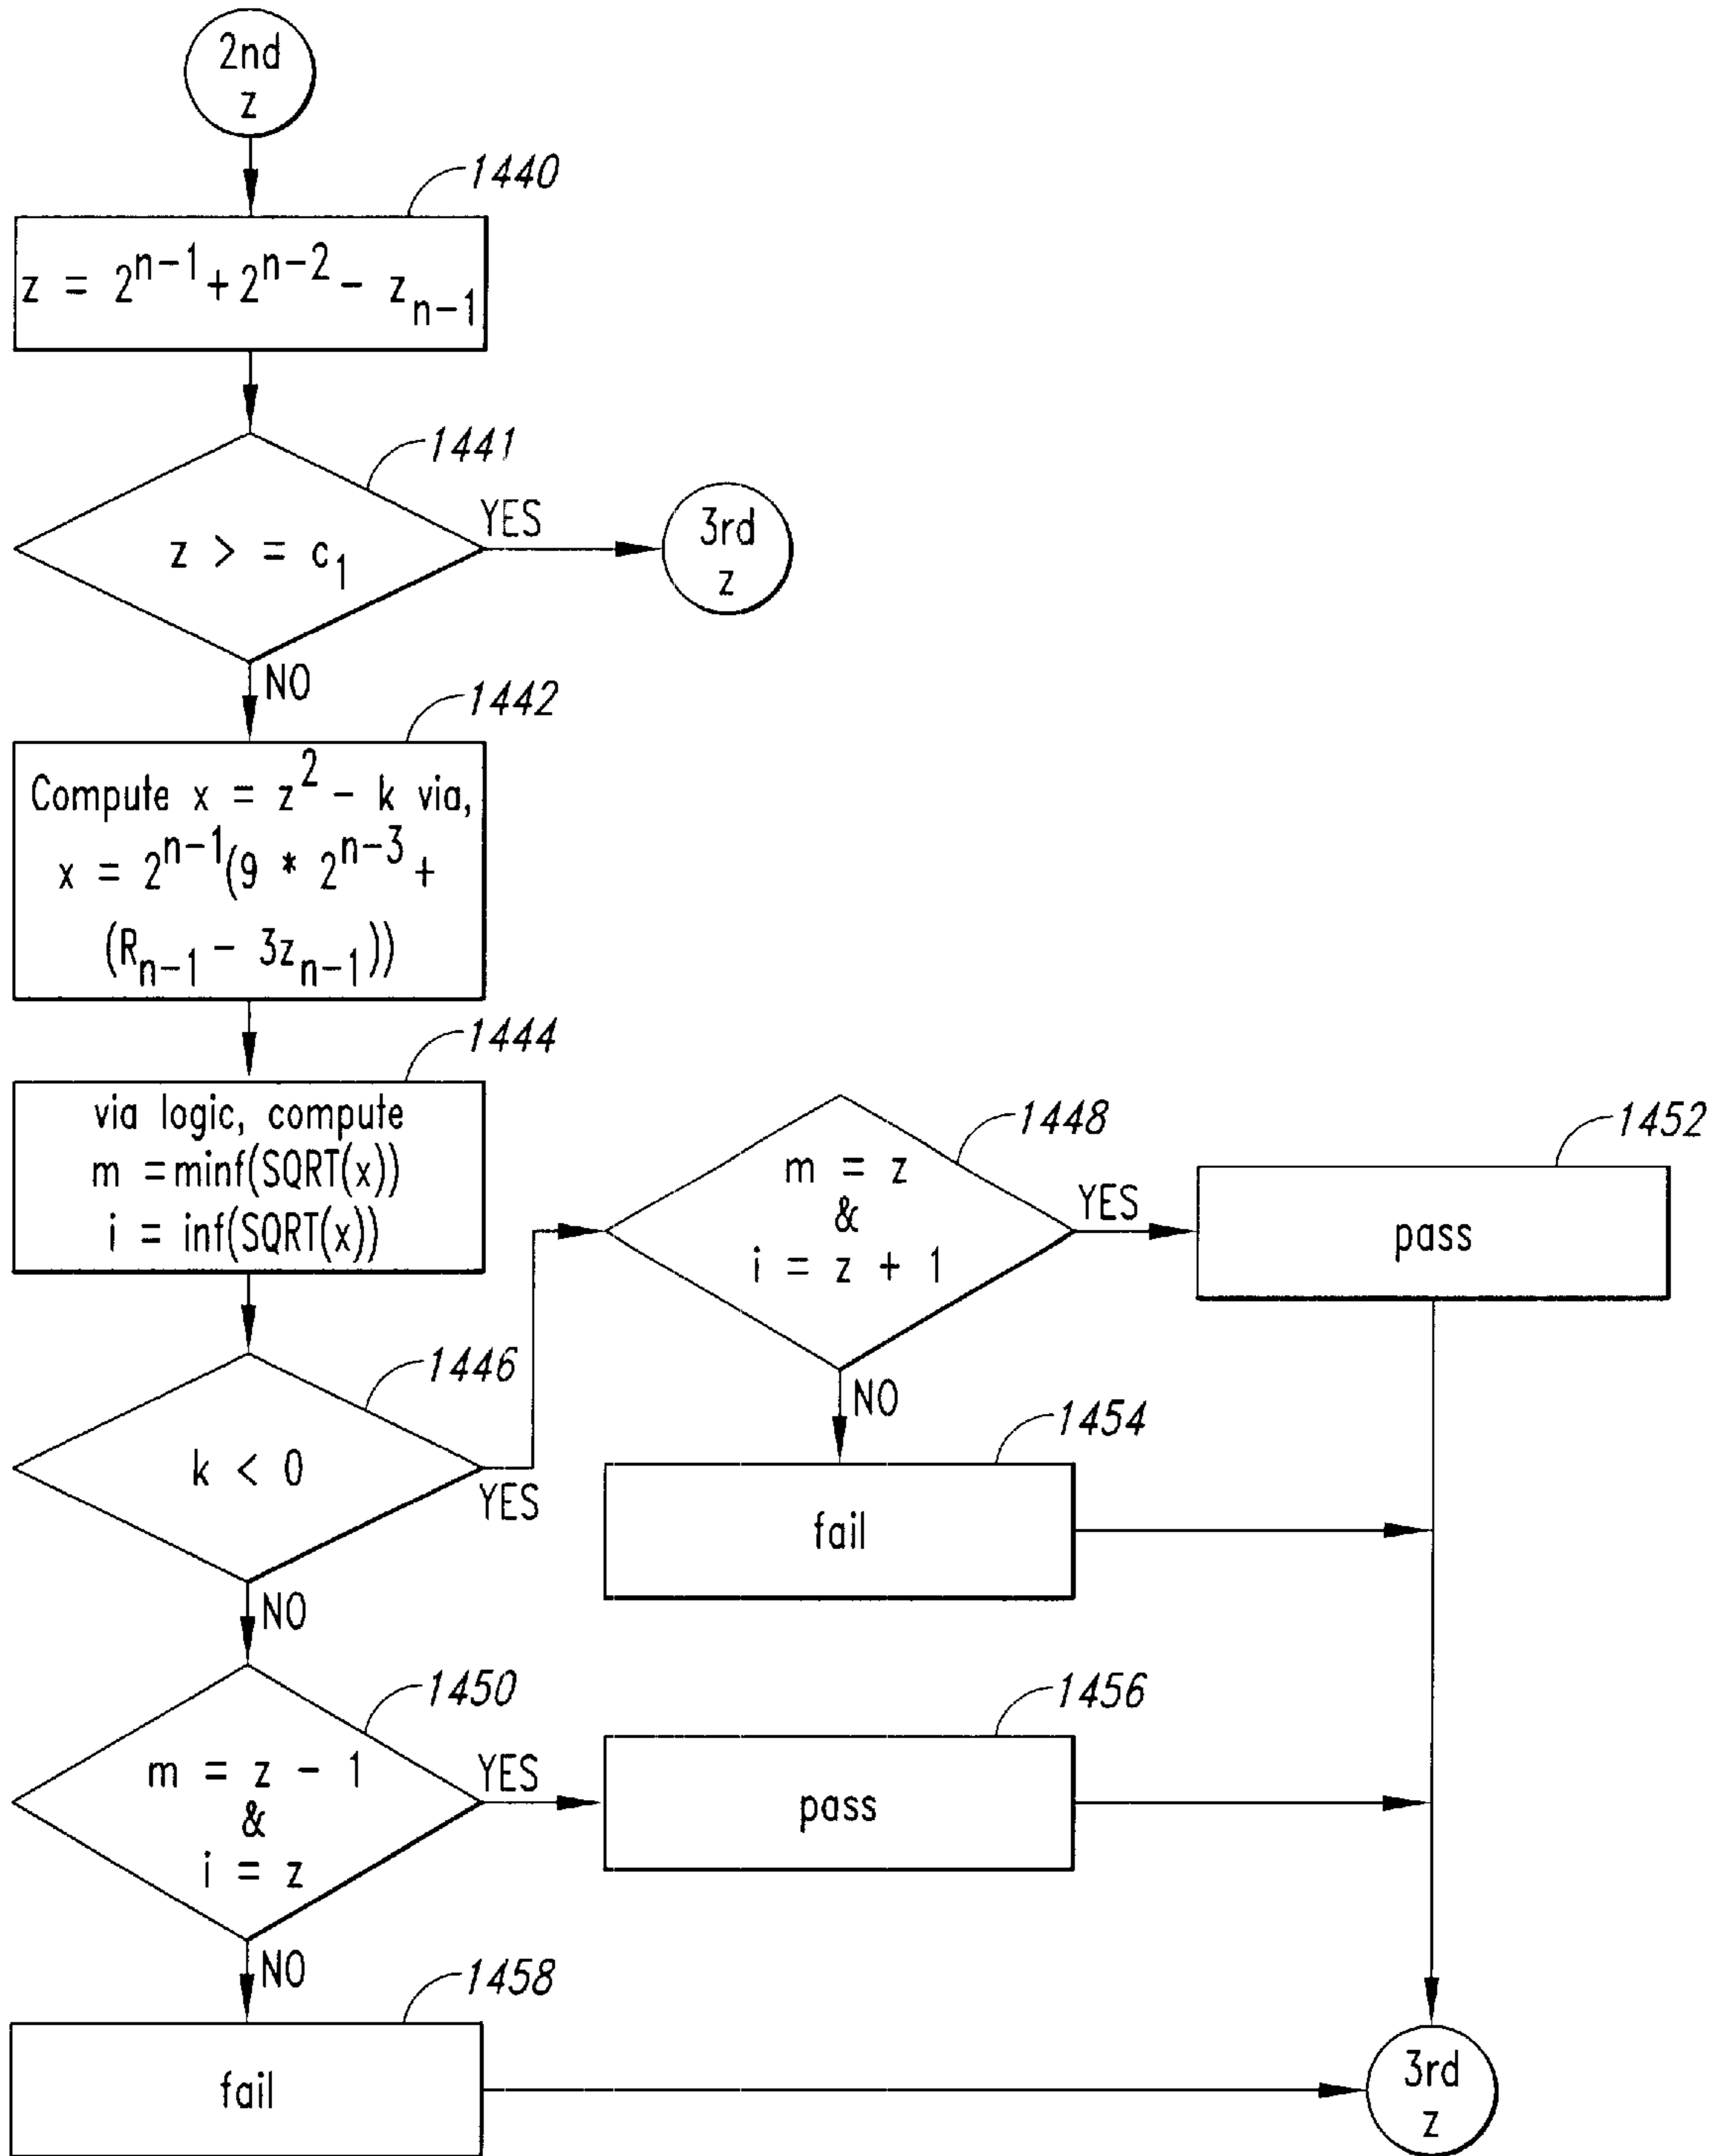 2nd
z
1440
z = 2^{n-1} + 2^{n-2} - z_{n-1}
1441
z > = c_1
YES
3rd
z
NO
1442
Compute x = z^2 - k via,
x = 2^{n-1}(9 * 2^{n-3} +
(R_{n-1} - 3z_{n-1}))
1444
via logic, compute
m =minf(SQRT(x))
i = inf(SQRT(x))
1446
k < 0
YES
NO
1448
m = z
&
i = z + 1
YES
NO
1452
pass
1454
fail
1450
m = z - 1
&
i = z
YES
NO
1456
pass
1458
fail
3rd
z